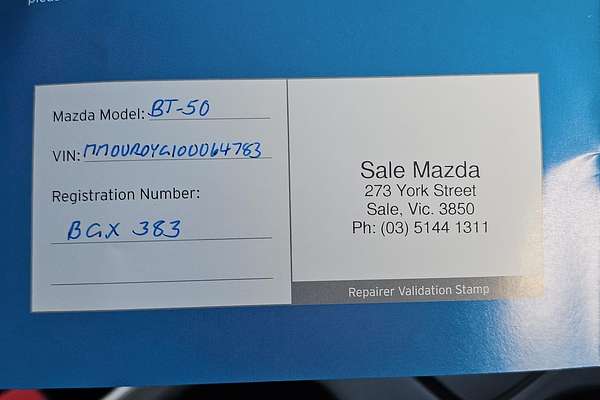 Mazda Model: BT-50
VIN: MM0UR0YG100064783
Registration Number:
BGX 383
Sale Mazda
273 York Street
Sale, Vic. 3850
Ph: (03) 5144 1311
Repairer Validation Stamp